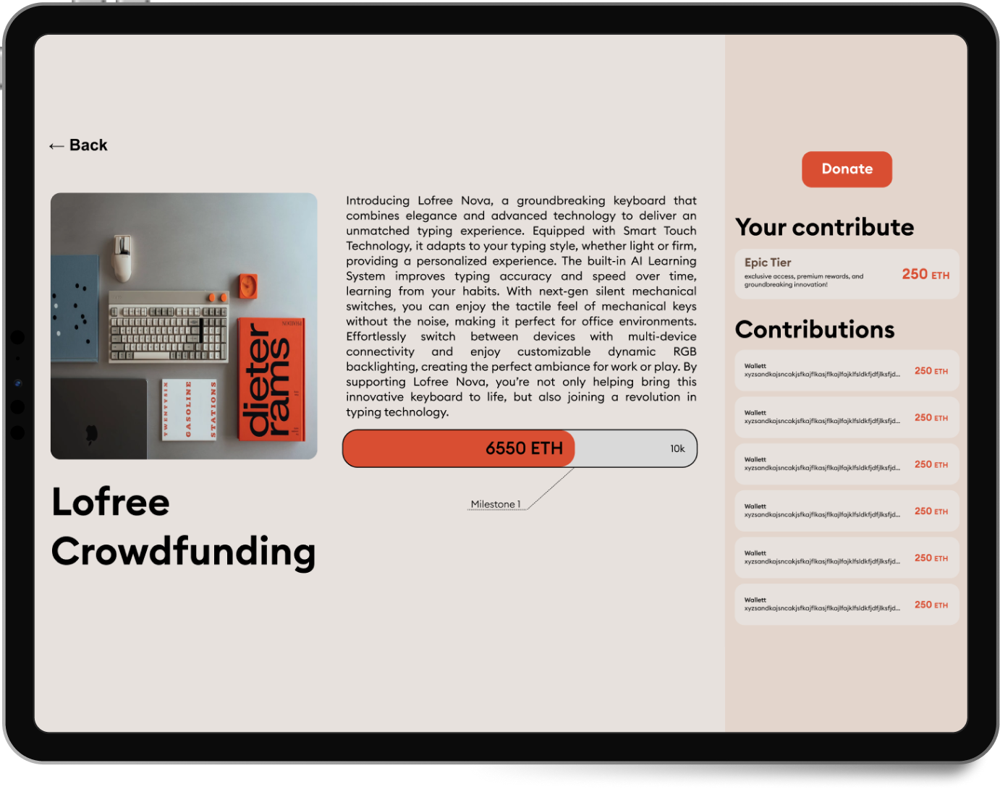 ← Back
NOUVEAU
dieter
rams
TWENTYSIX
GASOLINE
STATIONS
Lofree
Crowdfunding
Introducing Lofree Nova, a groundbreaking keyboard that
combines elegance and advanced technology to deliver an
unmatched typing experience. Equipped with Smart Touch
Technology, it adapts to your typing style, whether light or firm,
providing a personalized experience. The built-in AI Learning
System improves typing accuracy and speed over time,
learning from your habits. With next-gen silent mechanical
switches, you can enjoy the tactile feel of mechanical keys
without the noise, making it perfect for office environments.
Effortlessly switch between devices with multi-device
connectivity and enjoy customizable dynamic RGB
backlighting, creating the perfect ambiance for work or play. By
supporting Lofree Nova, you’re not only helping bring this
innovative keyboard to life, but also joining a revolution in
typing technology.
6550 ETH
10k
Milestone 1
Donate
Your contribute
Epic Tier
exclusive access, premium rewards, and
groundbreaking innovation!
250 ETH
Contributions
Wallett
xyzsandkajsncakjsfkajflkasjflkajlfajklfsldkfjdfjlksfjd...
250 ETH
Wallett
xyzsandkajsncakjsfkajflkasjflkajlfajklfsldkfjdfjlksfjd...
250 ETH
Wallett
xyzsandkajsncakjsfkajflkasjflkajlfajklfsldkfjdfjlksfjd...
250 ETH
Wallett
xyzsandkajsncakjsfkajflkasjflkajlfajklfsldkfjdfjlksfjd...
250 ETH
Wallett
xyzsandkajsncakjsfkajflkasjflkajlfajklfsldkfjdfjlksfjd...
250 ETH
Wallett
xyzsandkajsncakjsfkajflkasjflkajlfajklfsldkfjdfjlksfjd...
250 ETH